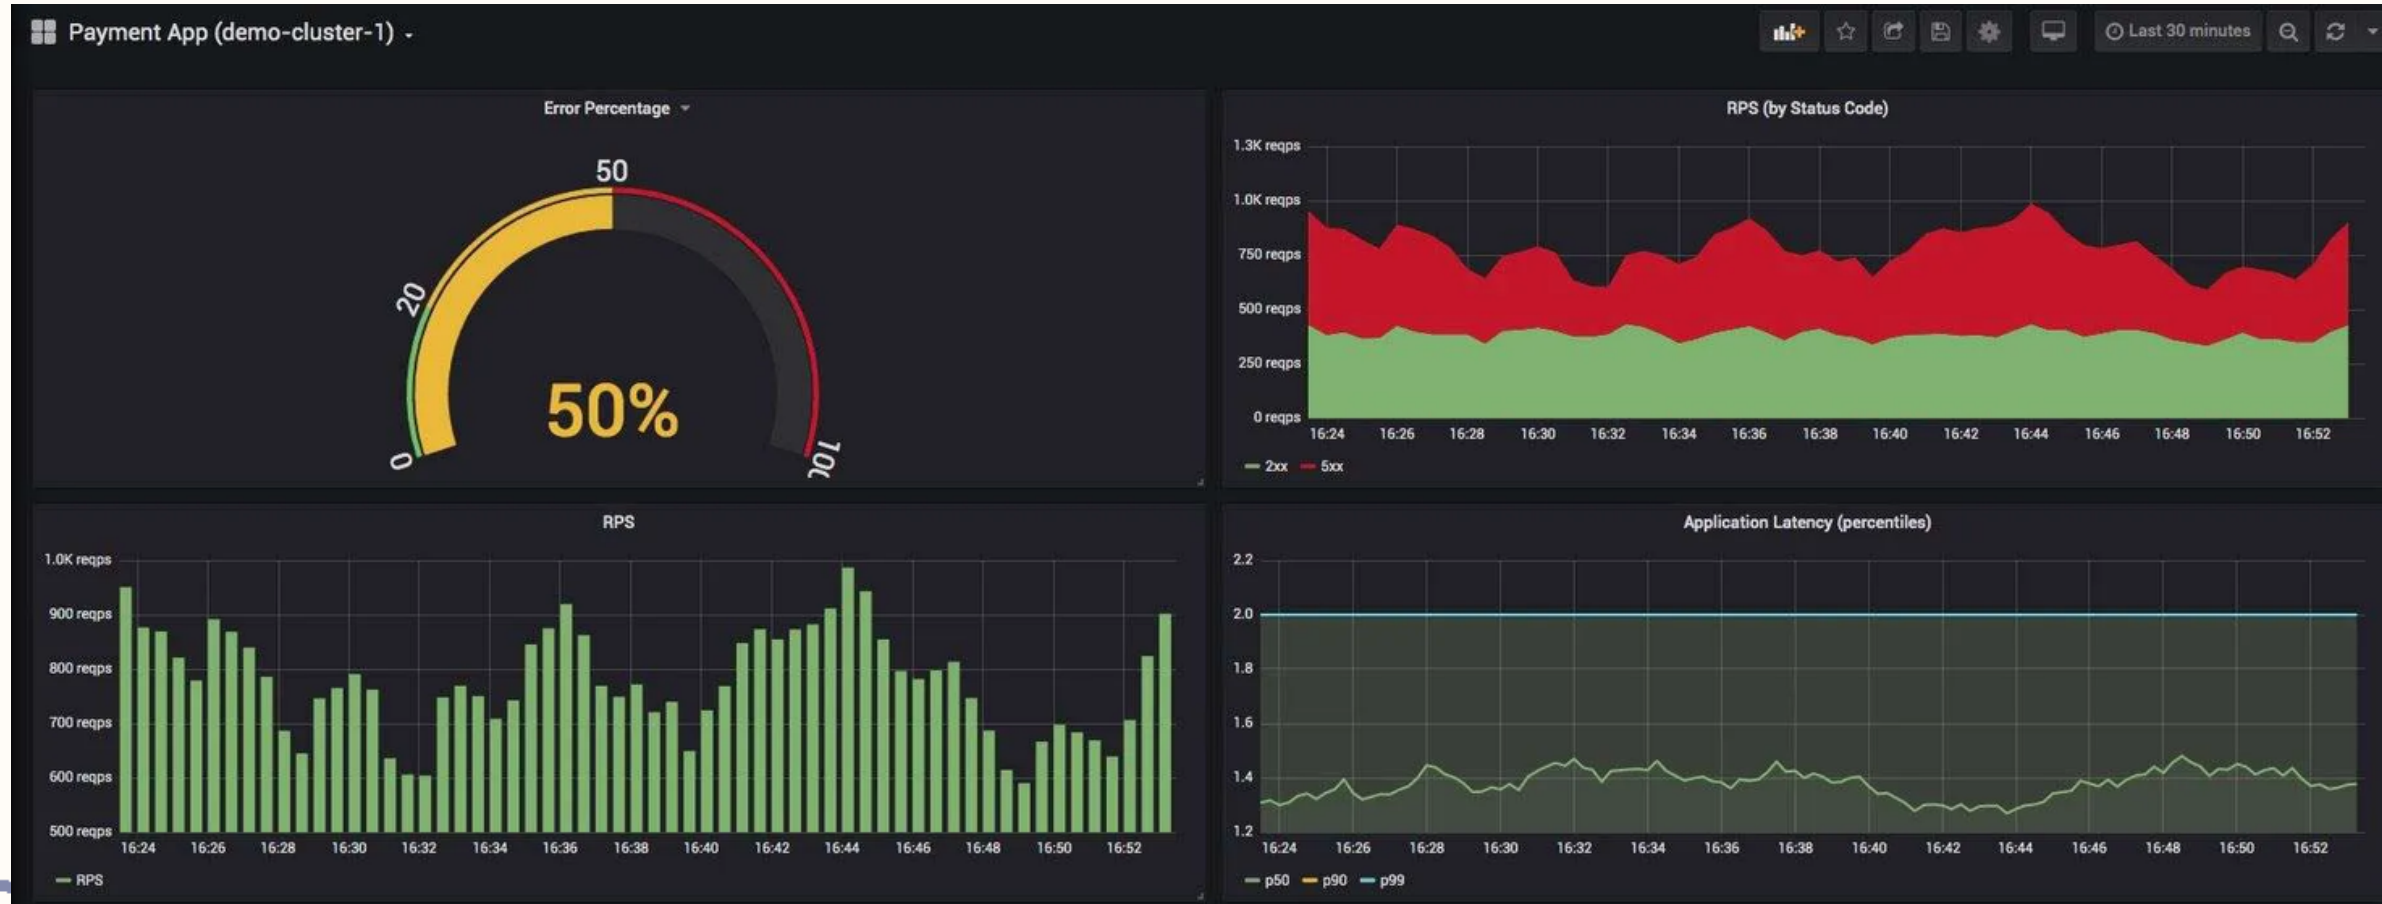 Payment App (demo-cluster-1)
Last 30 minutes
Error Percentage
50
20
0
100
50%
RPS (by Status Code)
1.3K reqps
1.0K reqps
750 reqps
500 reqps
250 reqps
0 reqps
16:24 16:26 16:28 16:30 16:32 16:34 16:36 16:38 16:40 16:42 16:44 16:46 16:48 16:50 16:52
2xx 5xx
RPS
1.0K reqps
900 reqps
800 reqps
700 reqps
600 reqps
500 reqps
16:24 16:26 16:28 16:30 16:32 16:34 16:36 16:38 16:40 16:42 16:44 16:46 16:48 16:50 16:52
RPS
Application Latency (percentiles)
2.2
2.0
1.8
1.6
1.4
1.2
16:24 16:26 16:28 16:30 16:32 16:34 16:36 16:38 16:40 16:42 16:44 16:46 16:48 16:50 16:52
p50 p90 p99